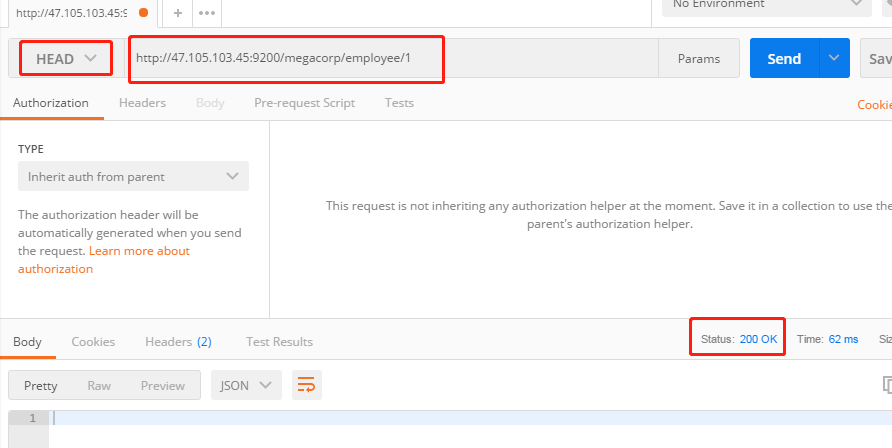 http://47.105.103.45:9
No Environment
HEAD
http://47.105.103.45:9200/megacorp/employee/1
Params
Send
Authorization
Headers
Body
Pre-request Script
Tests
TYPE
Inherit auth from parent
The authorization header will be
automatically generated when you send
the request. Learn more about
authorization
This request is not inheriting any authorization helper at the moment. Save it in a collection to use the
parent's authorization helper.
Body
Cookies
Headers (2)
Test Results
Status: 200 OK
Time: 62 ms
Pretty
Raw
Preview
JSON
1